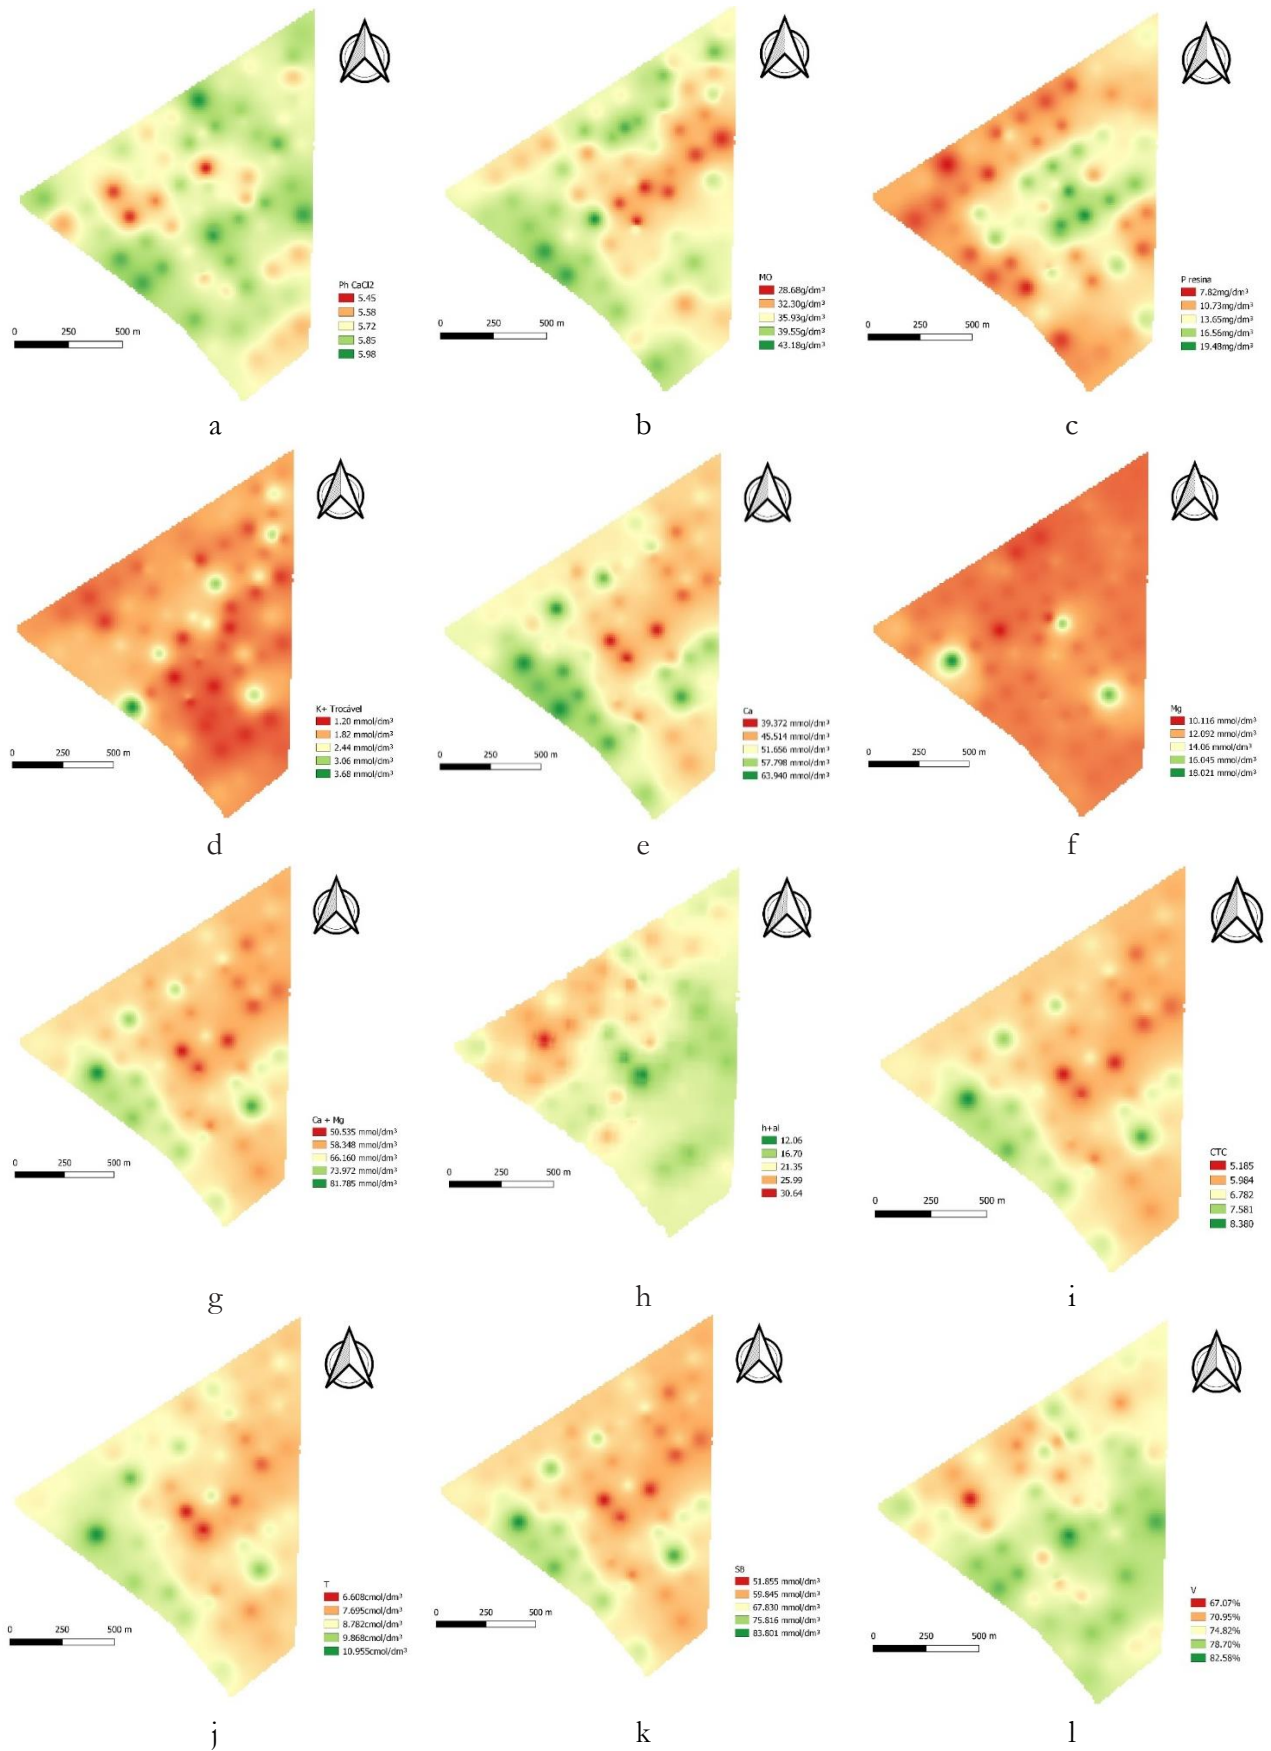 Ph CaCl2
5.45
5.58
5.72
5.85
5.98
0 250 500 m
a
MO
28.68g/dm³
32.30g/dm³
35.93g/dm³
39.55g/dm³
43.18g/dm³
0 250 500 m
b
P resina
7.82mg/dm³
10.73mg/dm³
13.65mg/dm³
16.56mg/dm³
19.48mg/dm³
0 250 500 m
c
K+ Trocável
1.20 mmol/dm³
1.82 mmol/dm³
2.44 mmol/dm³
3.06 mmol/dm³
3.68 mmol/dm³
0 250 500 m
d
Ca
39.372 mmol/dm³
45.514 mmol/dm³
51.656 mmol/dm³
57.798 mmol/dm³
63.940 mmol/dm³
0 250 500 m
e
Mg
10.116 mmol/dm³
12.092 mmol/dm³
14.06 mmol/dm³
16.045 mmol/dm³
18.021 mmol/dm³
0 250 500 m
f
Ca + Mg
50.535 mmol/dm³
58.348 mmol/dm³
66.160 mmol/dm³
73.972 mmol/dm³
81.785 mmol/dm³
0 250 500 m
g
h+al
12.06
16.70
21.35
25.99
30.64
0 250 500 m
h
CTC
5.185
5.984
6.782
7.581
8.380
0 250 500 m
i
T
6.608cmol/dm³
7.695cmol/dm³
8.782cmol/dm³
9.868cmol/dm³
10.955cmol/dm³
0 250 500 m
j
SB
51.855 mmol/dm³
59.845 mmol/dm³
67.830 mmol/dm³
75.816 mmol/dm³
83.801 mmol/dm³
0 250 500 m
k
V
67.07%
70.95%
74.82%
78.70%
82.58%
0 250 500 m
l